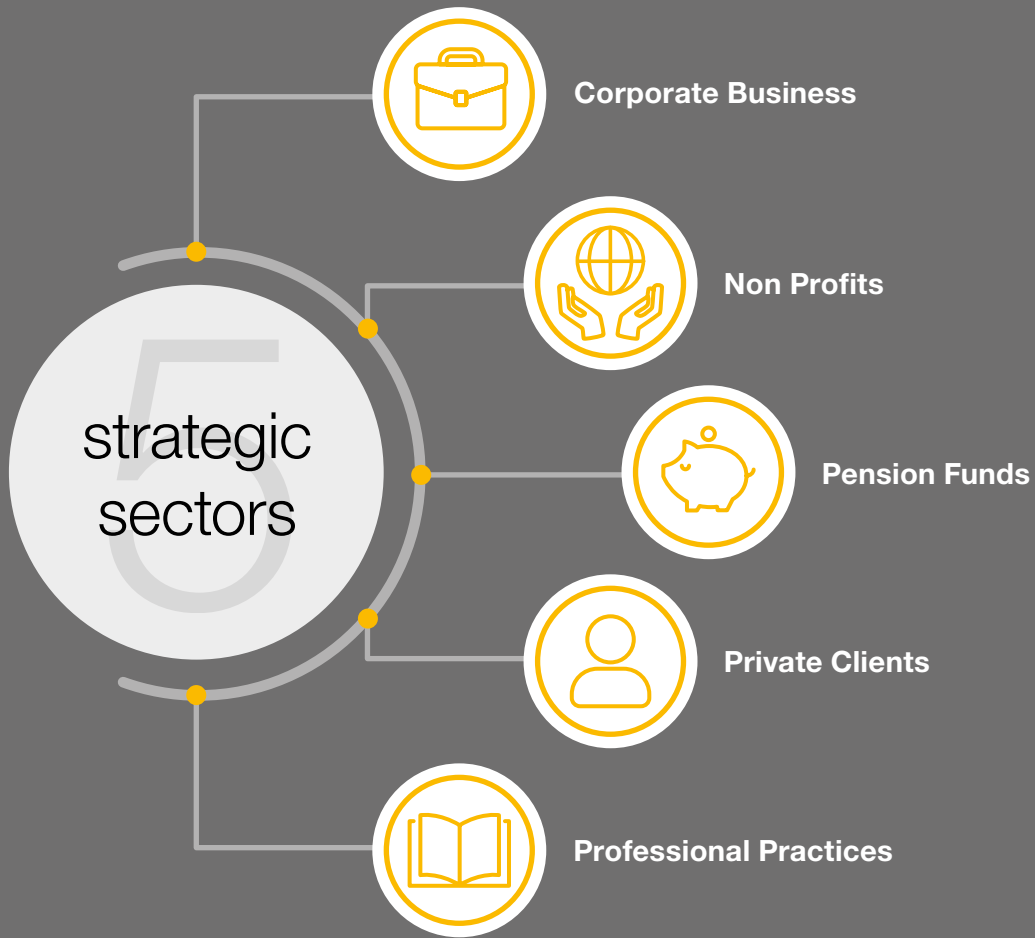 5
strategic
sectors
Corporate Business
Non Profits
Pension Funds
Private Clients
Professional Practices